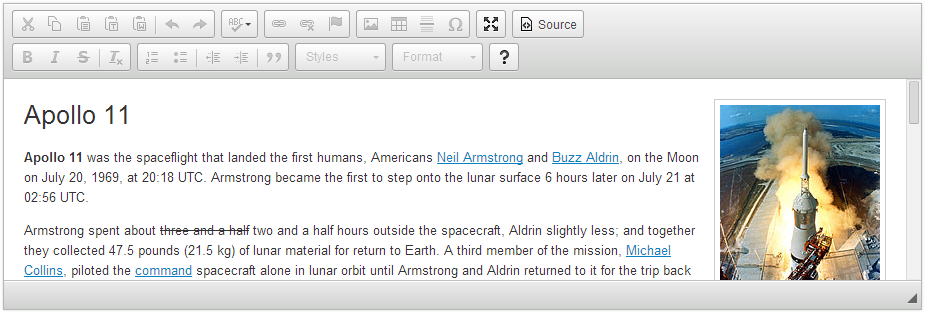 ABC
Ω
Source
B I S Tx
Styles
Format
?
Apollo 11
Apollo 11 was the spaceflight that landed the first humans, Americans Neil Armstrong and Buzz Aldrin, on the Moon
on July 20, 1969, at 20:18 UTC. Armstrong became the first to step onto the lunar surface 6 hours later on July 21 at
02:56 UTC.
Armstrong spent about three and a half two and a half hours outside the spacecraft, Aldrin slightly less; and together
they collected 47.5 pounds (21.5 kg) of lunar material for return to Earth. A third member of the mission, Michael
Collins, piloted the command spacecraft alone in lunar orbit until Armstrong and Aldrin returned to it for the trip back